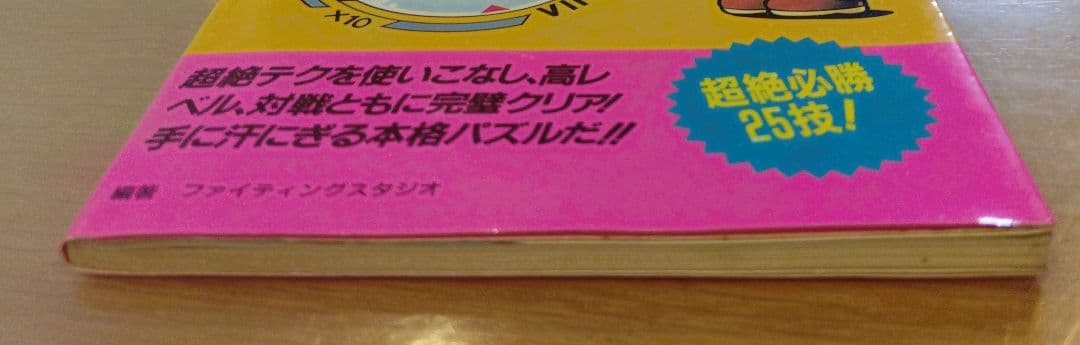 X10
VII
超絶テクを使いこなし、高レ
ベル、対戦ともに完璧クリア!
手に汗にぎる本格パズルだ!!
超絶必勝
25技!
編著 ファイティングスタジオ